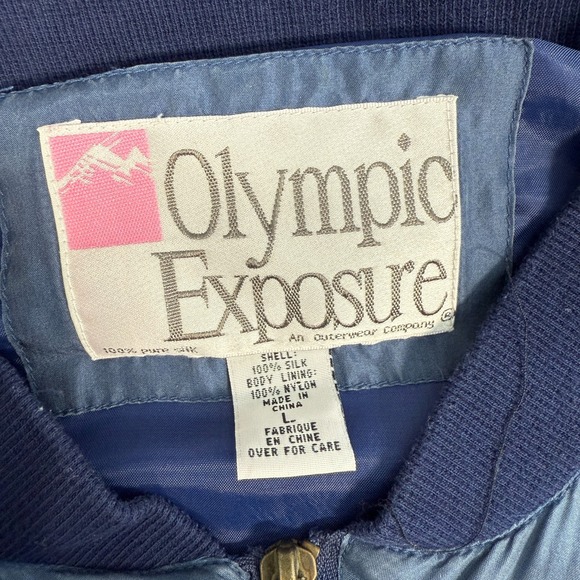 Olympic
Exposure®
An Outerwear Company
100% pure silk
SHELL:
100% SILK
BODY LINING:
100% NYLON
MADE IN
CHINA
L
FABRIQUE
EN CHINE
OVER FOR CARE